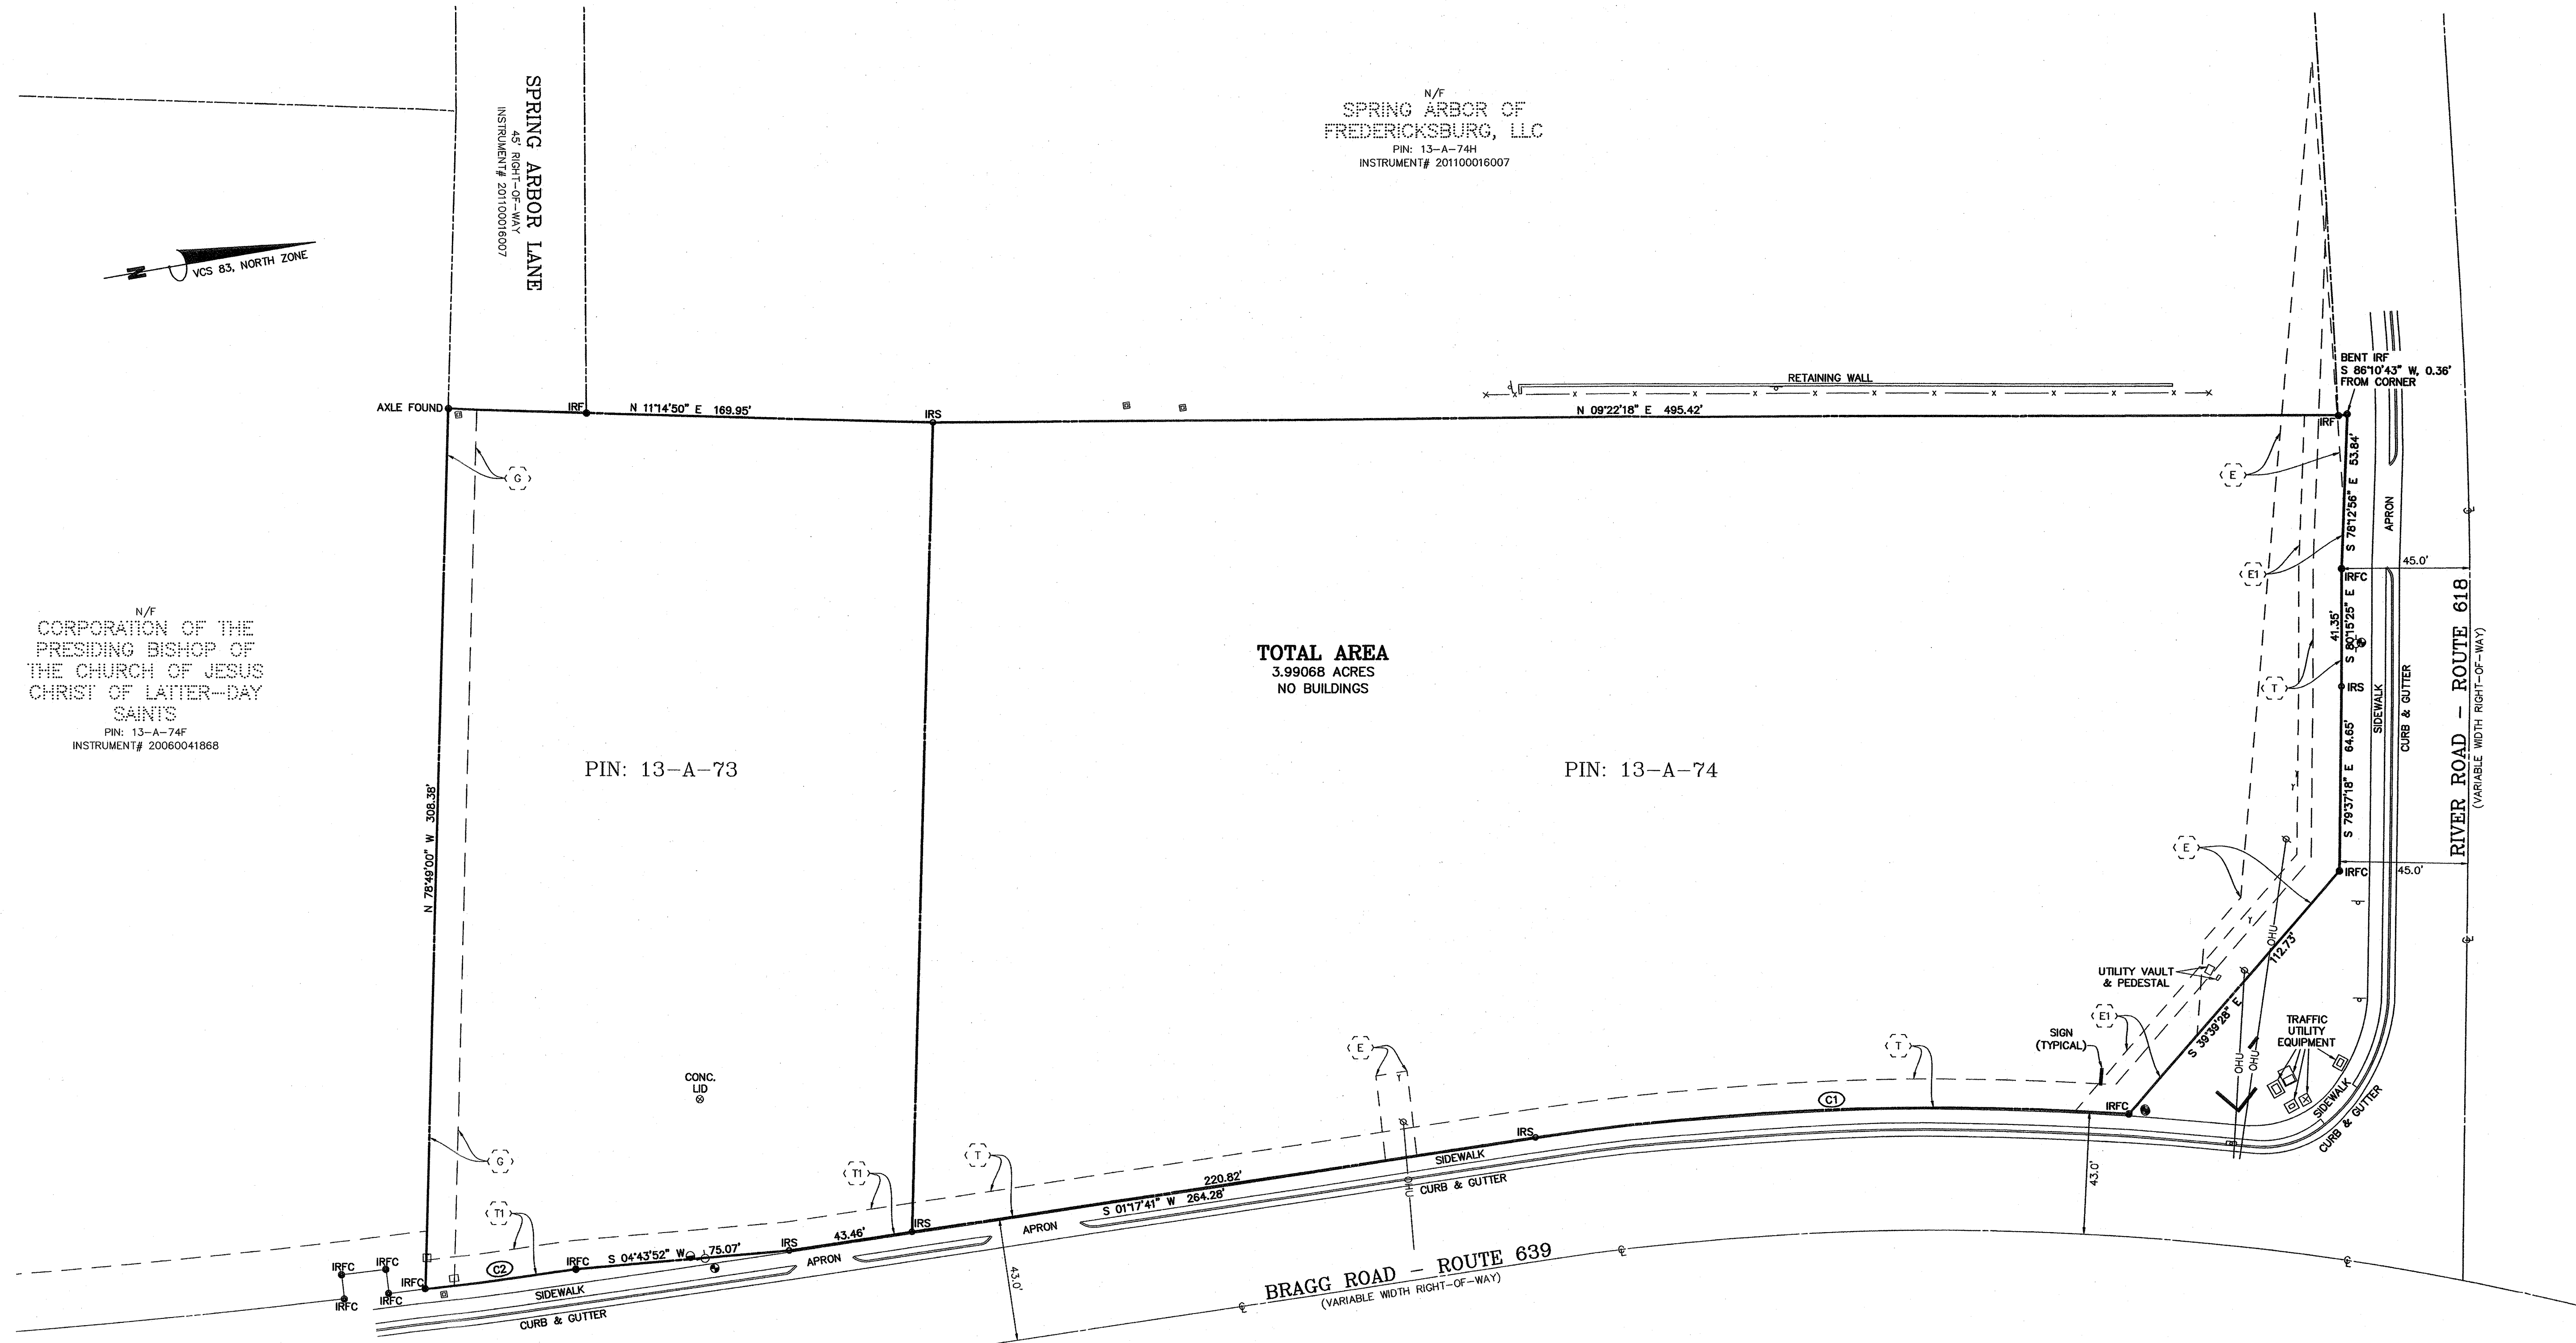 SPRING ARBOR LANE
45' RIGHT-OF-WAY
INSTRUMENT# 201100016007
N/F
SPRING ARBOR OF
FREDERICKSBURG, LLC
PIN: 13-A-74H
INSTRUMENT# 201100016007
N
VCS 83, NORTH ZONE
AXLE FOUND
IRF
N 11°14'50" E 169.95'
IRS
RETAINING WALL
N 09°22'18" E 495.42'
IRF
BENT IRF
S 86°10'43" W, 0.36'
FROM CORNER
G
E
S 78°12'56" E 53.84'
APRON
E1
IRFC
45.0'
N/F
CORPORATION OF THE
PRESIDING BISHOP OF
THE CHURCH OF JESUS
CHRIST OF LATTER-DAY
SAINTS
PIN: 13-A-74F
INSTRUMENT# 20060041868
TOTAL AREA
3.99068 ACRES
NO BUILDINGS
41.35'
S 80°15'25" E
T
IRS
SIDEWALK
CURB & GUTTER
RIVER ROAD - ROUTE 618
(VARIABLE WIDTH RIGHT-OF-WAY)
PIN: 13-A-73
PIN: 13-A-74
S 79°37'18" E 64.65'
N 78°49'00" W 308.38'
E
IRFC
45.0'
OHU
112.73'
UTILITY VAULT
& PEDESTAL
S 39°39'28" E
E1
SIGN
(TYPICAL)
TRAFFIC
UTILITY
EQUIPMENT
OHU
OHU
SIDEWALK
CURB & GUTTER
CONC.
LID
E
T
C1
IRFC
IRS
G
T1
T
SIDEWALK
220.82'
S 01°17'41" W 264.28'
OHU
CURB & GUTTER
43.0'
T1
IRS
APRON
43.46'
IRS
S 04°43'52" W 75.07'
APRON
IRFC
C2
IRFC
IRFC
IRFC
IRFC
IRFC
SIDEWALK
CURB & GUTTER
43.0'
BRAGG ROAD - ROUTE 639
(VARIABLE WIDTH RIGHT-OF-WAY)